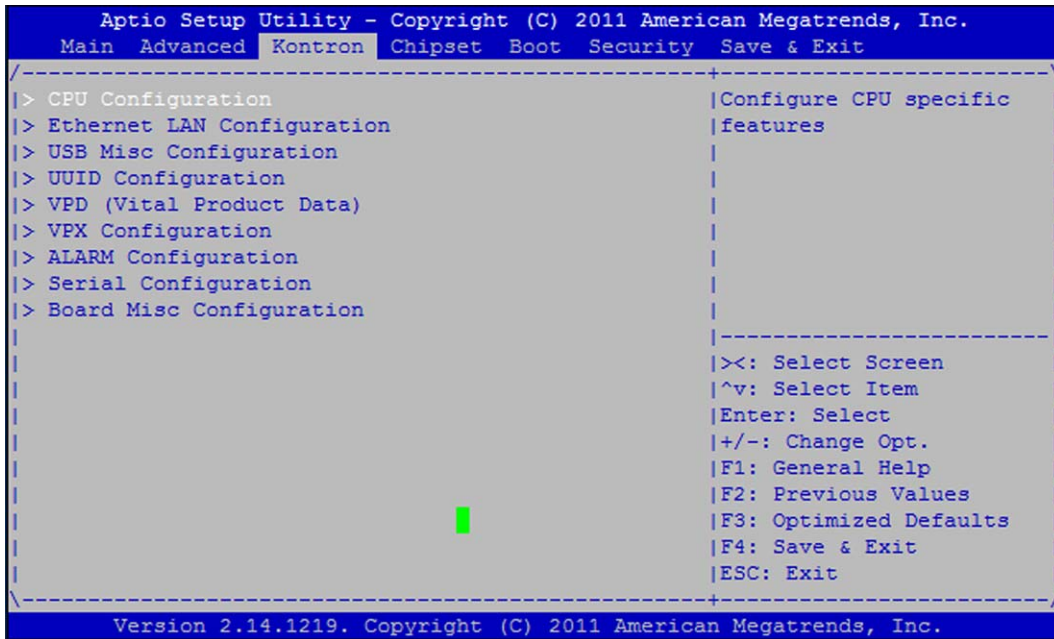 Aptio Setup Utility - Copyright (C) 2011 American Megatrends, Inc.
Main Advanced Kontron Chipset Boot Security Save & Exit
/----------------------------------------------------+-------------------------\
|> CPU Configuration |Configure CPU specific
|> Ethernet LAN Configuration |features
|> USB Misc Configuration |
|> UUID Configuration |
|> VPD (Vital Product Data) |
|> VPX Configuration |
|> ALARM Configuration |
|> Serial Configuration |
|> Board Misc Configuration |
| |-------------------------
| |><: Select Screen
| |^v: Select Item
| |Enter: Select
| |+/-: Change Opt.
| |F1: General Help
| |F2: Previous Values
| |F3: Optimized Defaults
| |F4: Save & Exit
| |ESC: Exit
\----------------------------------------------------+-------------------------/
Version 2.14.1219. Copyright (C) 2011 American Megatrends, Inc.